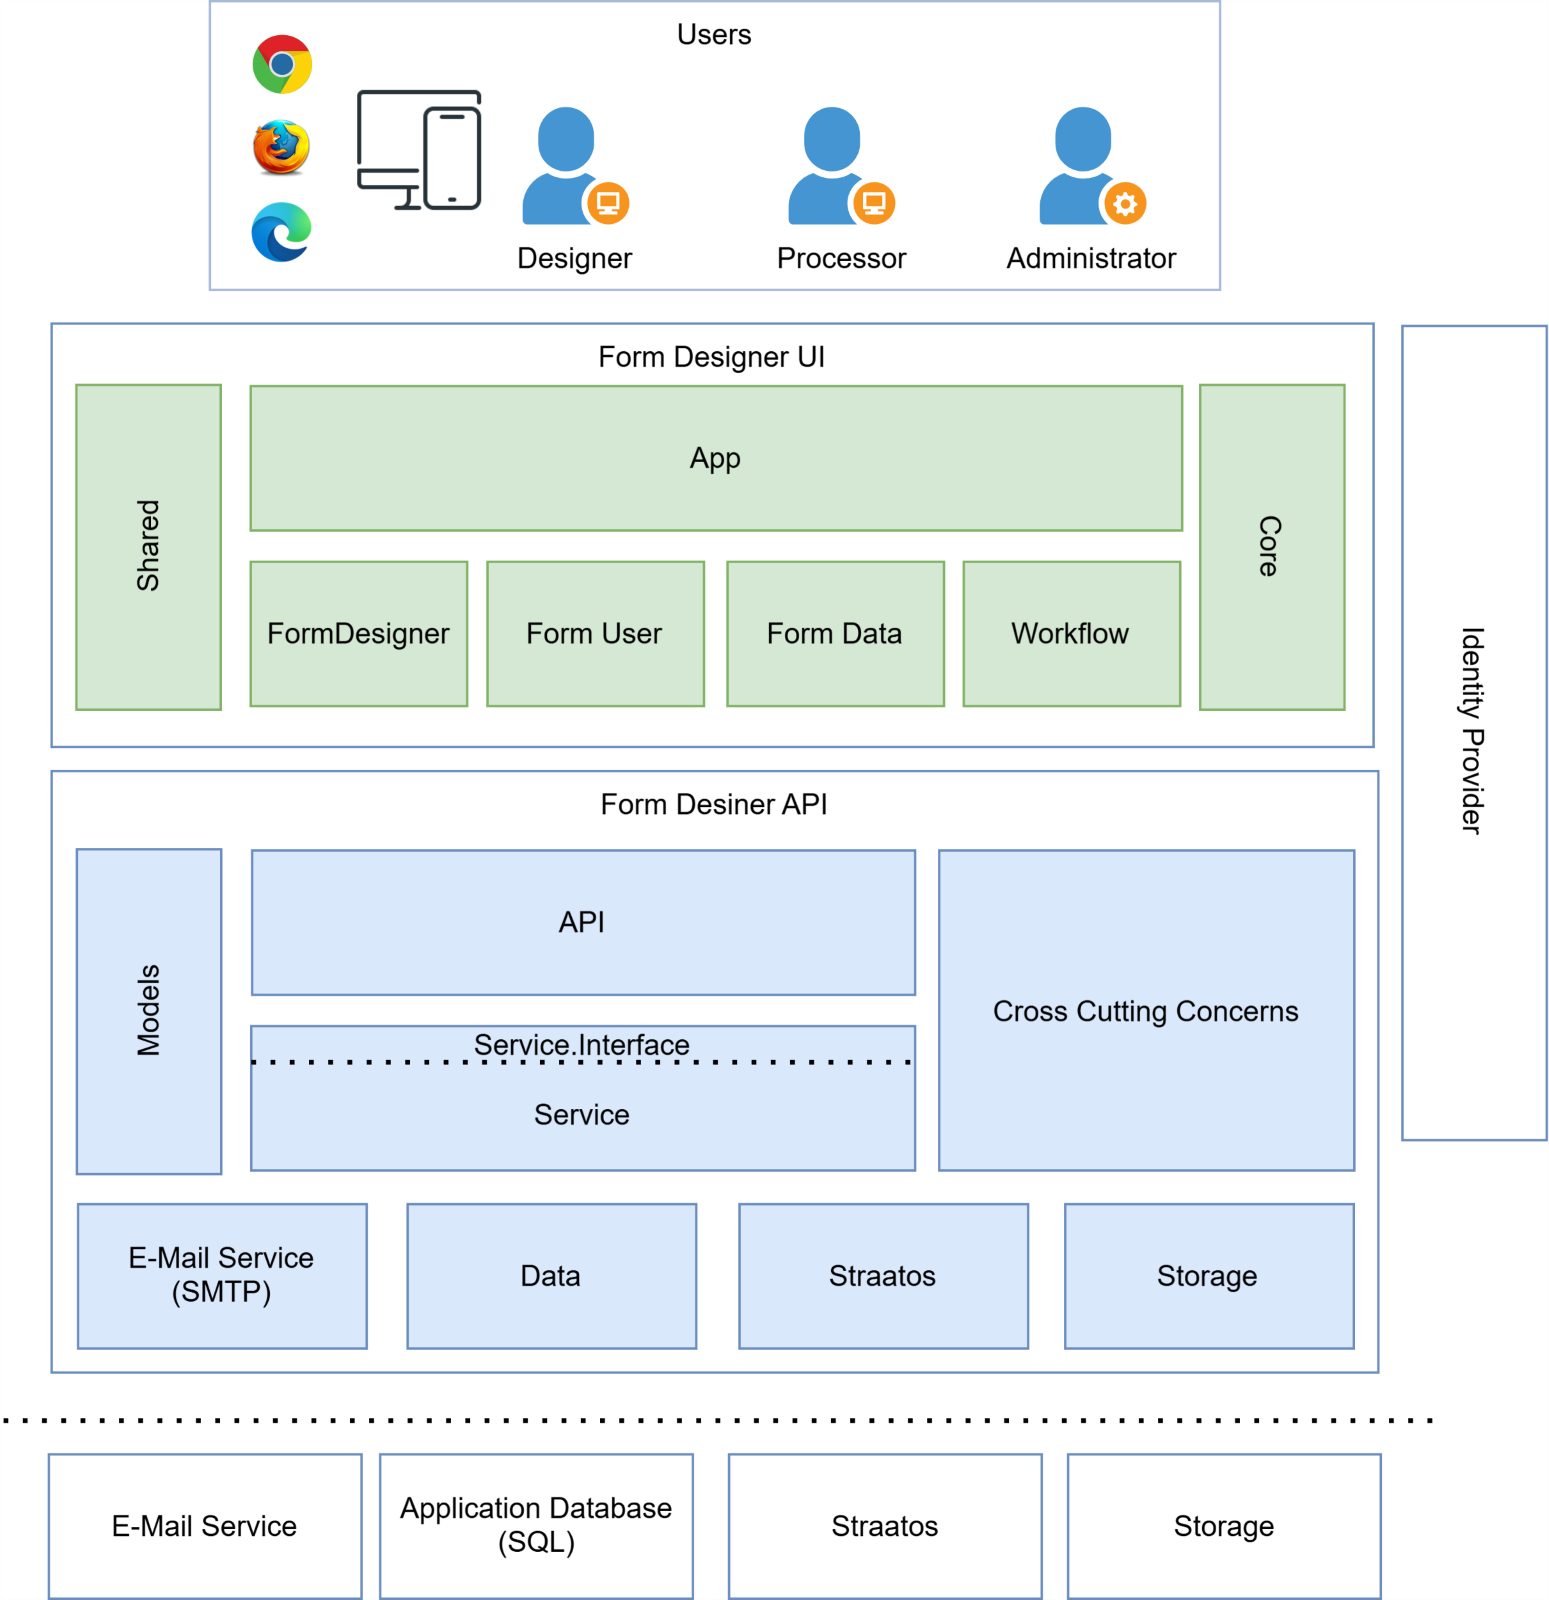 Users
Designer
Processor
Administrator
Form Designer UI
Shared
App
Core
FormDesigner
Form User
Form Data
Workflow
Identity Provider
Form Desiner API
Models
API
Cross Cutting Concerns
Service.Interface
Service
E-Mail Service
(SMTP)
Data
Straatos
Storage
E-Mail Service
Application Database
(SQL)
Straatos
Storage